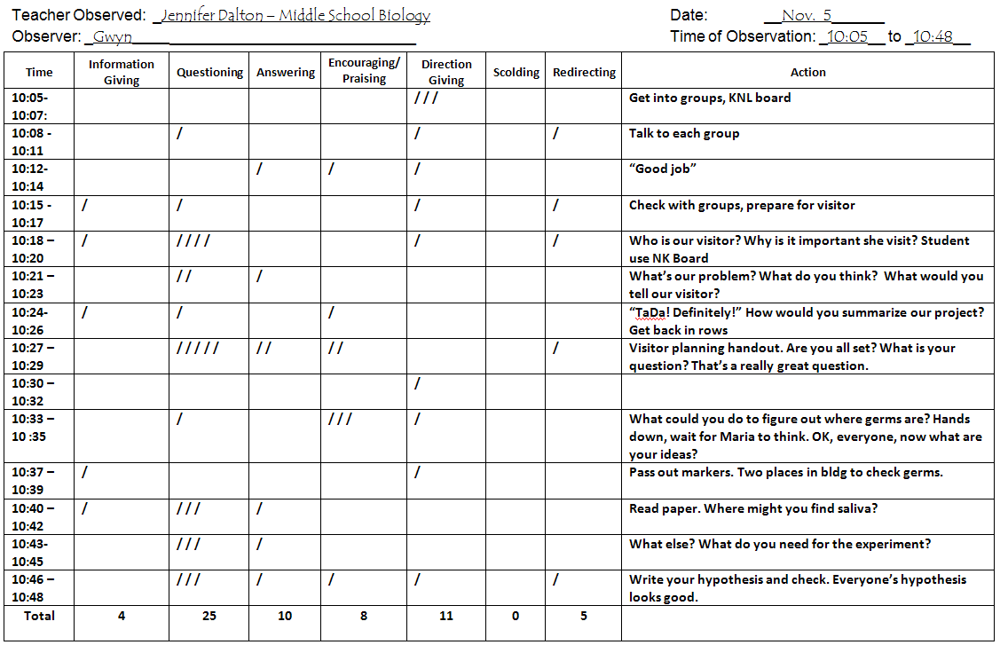 Teacher Observed: _Jennifer Dalton – Middle School Biology Date: __Nov. 5______
Observer: _Gwyn____ ____________________________ Time of Observation: _10:05__ to _10:48__
Time Information Giving Questioning Answering Encouraging/ Praising Direction Giving Scolding Redirecting Action
10:05- / / / Get into groups, KNL board
10:07:
10:08 - / / / Talk to each group
10:11
10:12- / / / “Good job”
10:14
10:15 - / / / / Check with groups, prepare for visitor
10:17
10:18 – / / / / / / / Who is our visitor? Why is it important she visit? Student
10:20 use NK Board
10:21 – / / / What’s our problem? What do you think? What would you
10:23 tell our visitor?
10:24- / / / “TaDa! Definitely!” How would you summarize our project?
10:26 Get back in rows
10:27 – / / / / / / / / / / Visitor planning handout. Are you all set? What is your
10:29 question? That’s a really great question.
10:30 – /
10:32
10:33 – / / / / / What could you do to figure out where germs are? Hands
10 :35 down, wait for Maria to think. OK, everyone, now what are
your ideas?
10:37 – / / Pass out markers. Two places in bldg to check germs.
10:39
10:40 – / / / / / Read paper. Where might you find saliva?
10:42
10:43- / / / / What else? What do you need for the experiment?
10:45
10:46 – / / / / / / / Write your hypothesis and check. Everyone’s hypothesis
10:48 looks good.
Total 4 25 10 8 11 0 5